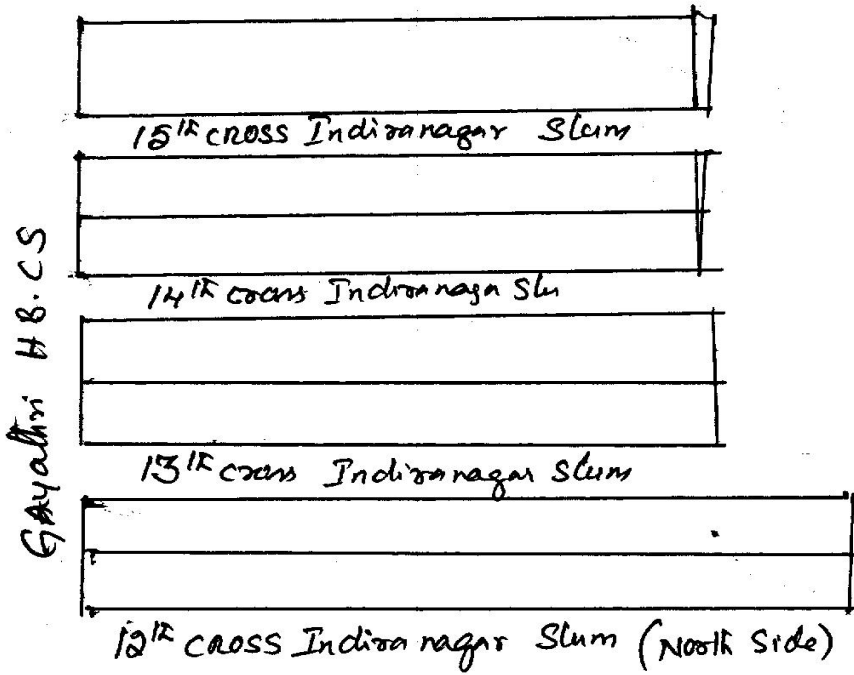 15th CROSS Indiranagar Slum
14th cross Indiranaga Slu
13th cross Indiranagar Slum
12th CROSS Indiranagar Slum (North Side)
GAyathri H B. CS